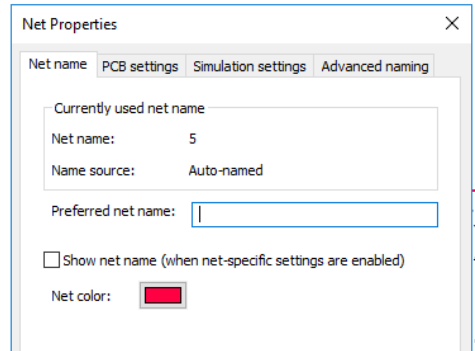 Net Properties
Net name PCB settings Simulation settings Advanced naming
Currently used net name
Net name: 5
Name source: Auto-named
Preferred net name:
Show net name (when net-specific settings are enabled)
Net color: